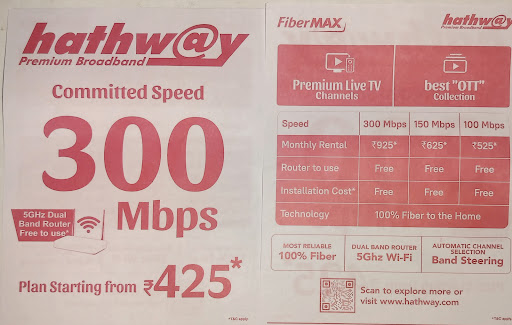 hathw@y
Premium Broadband
Committed Speed
300
Mbps
5GHz Dual
Band Router
Free to use*
Plan Starting from ₹425*
*T&C apply
FiberMAX
hathw@y
Premium Broadband
Premium Live TV
Channels
best "OTT"
Collection
Speed 300 Mbps 150 Mbps 100 Mbps
Monthly Rental ₹925* ₹625* ₹525*
Router to use Free Free Free
Installation Cost* Free Free Free
Technology 100% Fiber to the Home
MOST RELIABLE
100% Fiber
DUAL BAND ROUTER
5Ghz Wi-Fi
AUTOMATIC CHANNEL
SELECTION
Band Steering
Scan to explore more or
visit www.hathway.com
*T&C apply